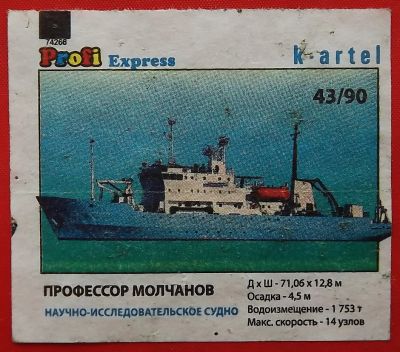 74266
Profi Express
k-artel
43/90
ПРОФЕССОР МОЛЧАНОВ
НАУЧНО-ИССЛЕДОВАТЕЛЬСКОЕ СУДНО
Д х Ш - 71,06 х 12,8 м
Осадка - 4,5 м
Водоизмещение - 1 753 т
Макс. скорость - 14 узлов